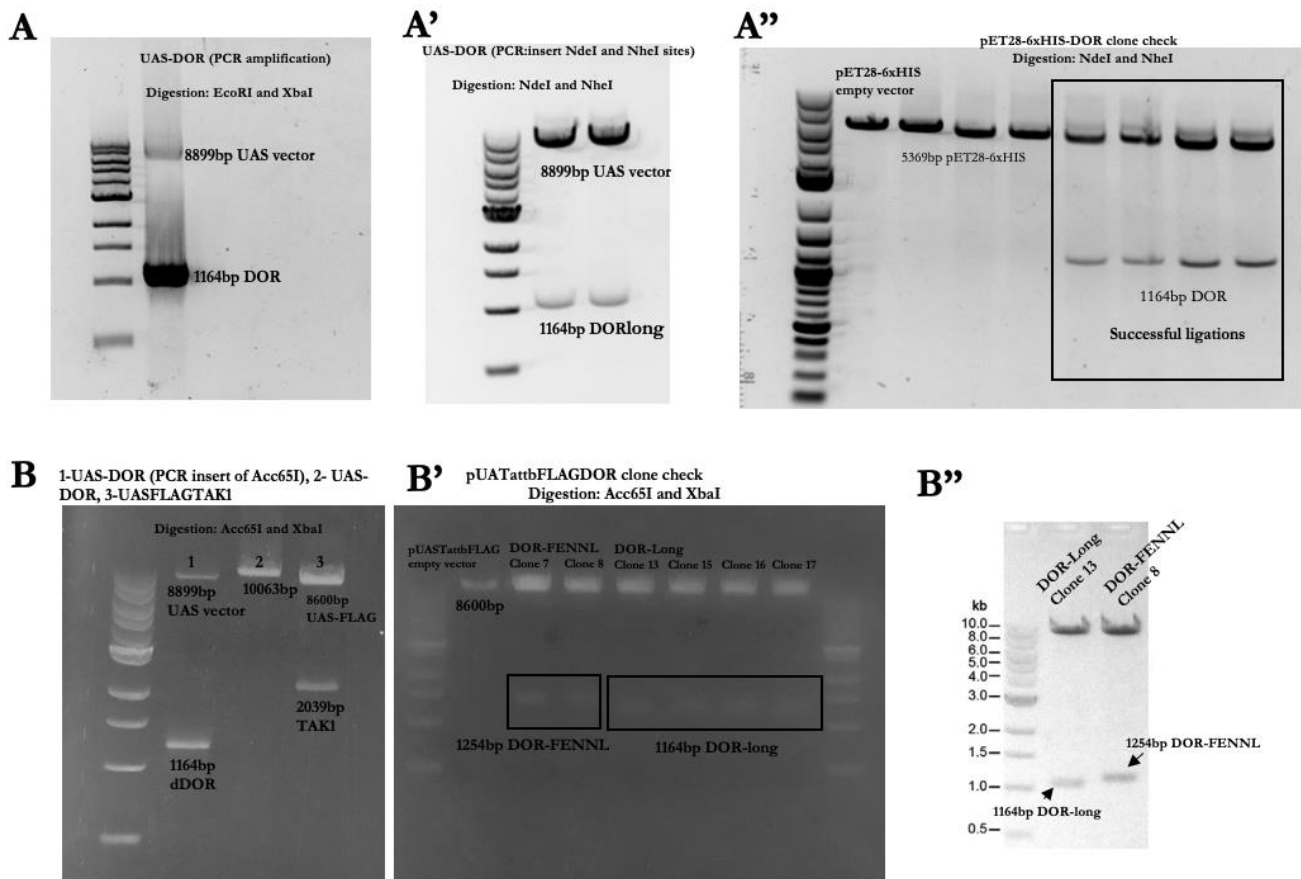 A
UAS-DOR (PCR amplification)
Digestion: EcoRI and XbaI
8899bp UAS vector
1164bp DOR
A'
UAS-DOR (PCR:insert NdeI and NheI sites)
Digestion: NdeI and NheI
8899bp UAS vector
1164bp DORlong
A"
pET28-6xHIS-DOR clone check
Digestion: NdeI and NheI
pET28-6xHIS
empty vector
5369bp pET28-6xHIS
1164bp DOR
Successful ligations
B
1-UAS-DOR (PCR insert of Acc65I), 2- UAS-
DOR, 3-UASFLAGTAK1
Digestion: Acc65I and XbaI
1 2 3
8899bp
UAS vector
10063bp
8600bp
UAS-FLAG
2039bp
TAK1
1164bp
dDOR
B'
pUATattbFLAGDOR clone check
Digestion: Acc65I and XbaI
pUASTattbFLAG
empty vector
DOR-FENNL
Clone 7 Clone 8
DOR-Long
Clone 13 Clone 15 Clone 16 Clone 17
8600bp
1254bp DOR-FENNL
1164bp DOR-long
B"
DOR-Long
Clone 13
DOR-FENNL
Clone 8
kb
10.0
8.0
6.0
5.0
4.0
3.0
2.0
1.5
1.0
0.5
1254bp DOR-FENNL
1164bp DOR-long